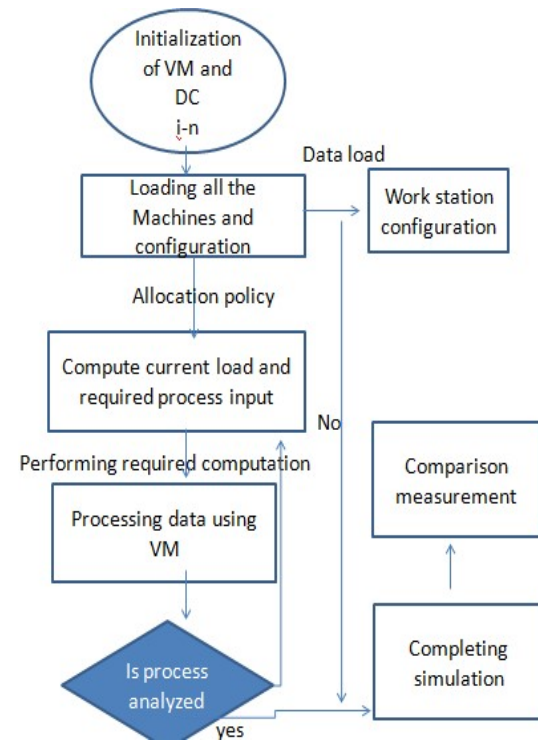 Initialization
of VM and
DC
i-n
Data load
Loading all the
Machines and
configuration
Work station
configuration
Allocation policy
Compute current load and
required process input
No
Performing required computation
Comparison
measurement
Processing data using
VM
Is process
analyzed
Completing
simulation
yes